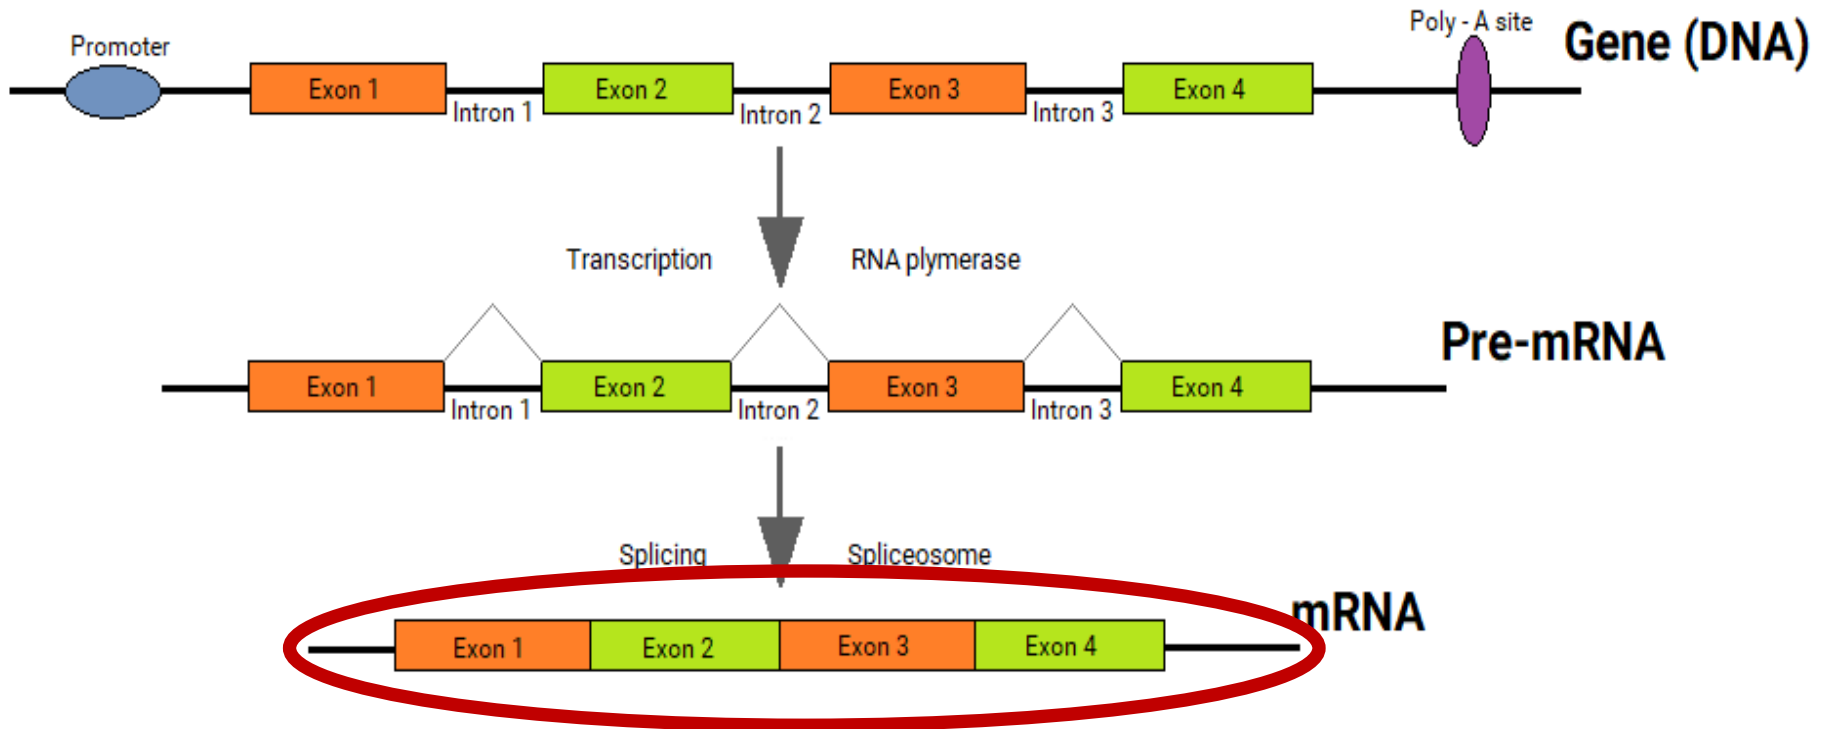 Promoter
Poly - A site
Gene (DNA)
Exon 1
Intron 1
Exon 2
Intron 2
Exon 3
Intron 3
Exon 4
Transcription
RNA plymerase
Pre-mRNA
Exon 1
Intron 1
Exon 2
Intron 2
Exon 3
Intron 3
Exon 4
Splicing
Spliceosome
mRNA
Exon 1
Exon 2
Exon 3
Exon 4